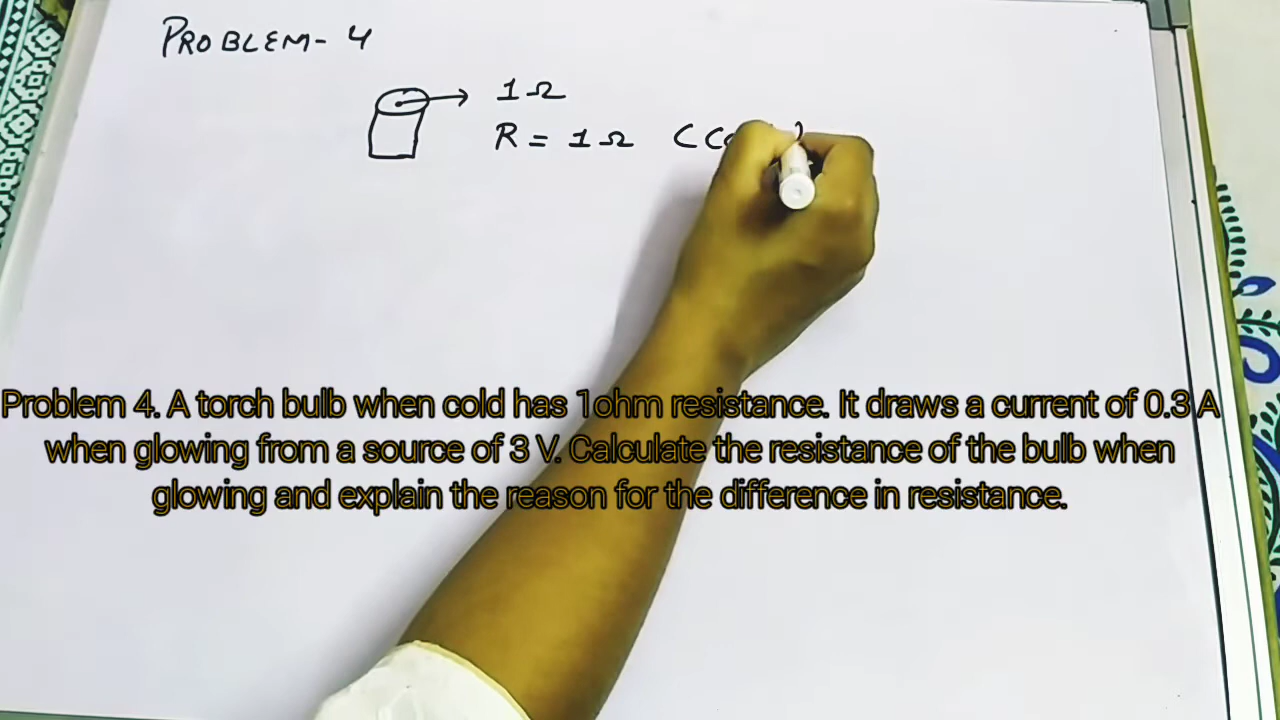 PROBLEM- 4
1Ω
R = 1Ω
Problem 4. A torch bulb when cold has 1ohm resistance. It draws a current of 0.3 A
when glowing from a source of 3 V. Calculate the resistance of the bulb when
glowing and explain the reason for the difference in resistance.